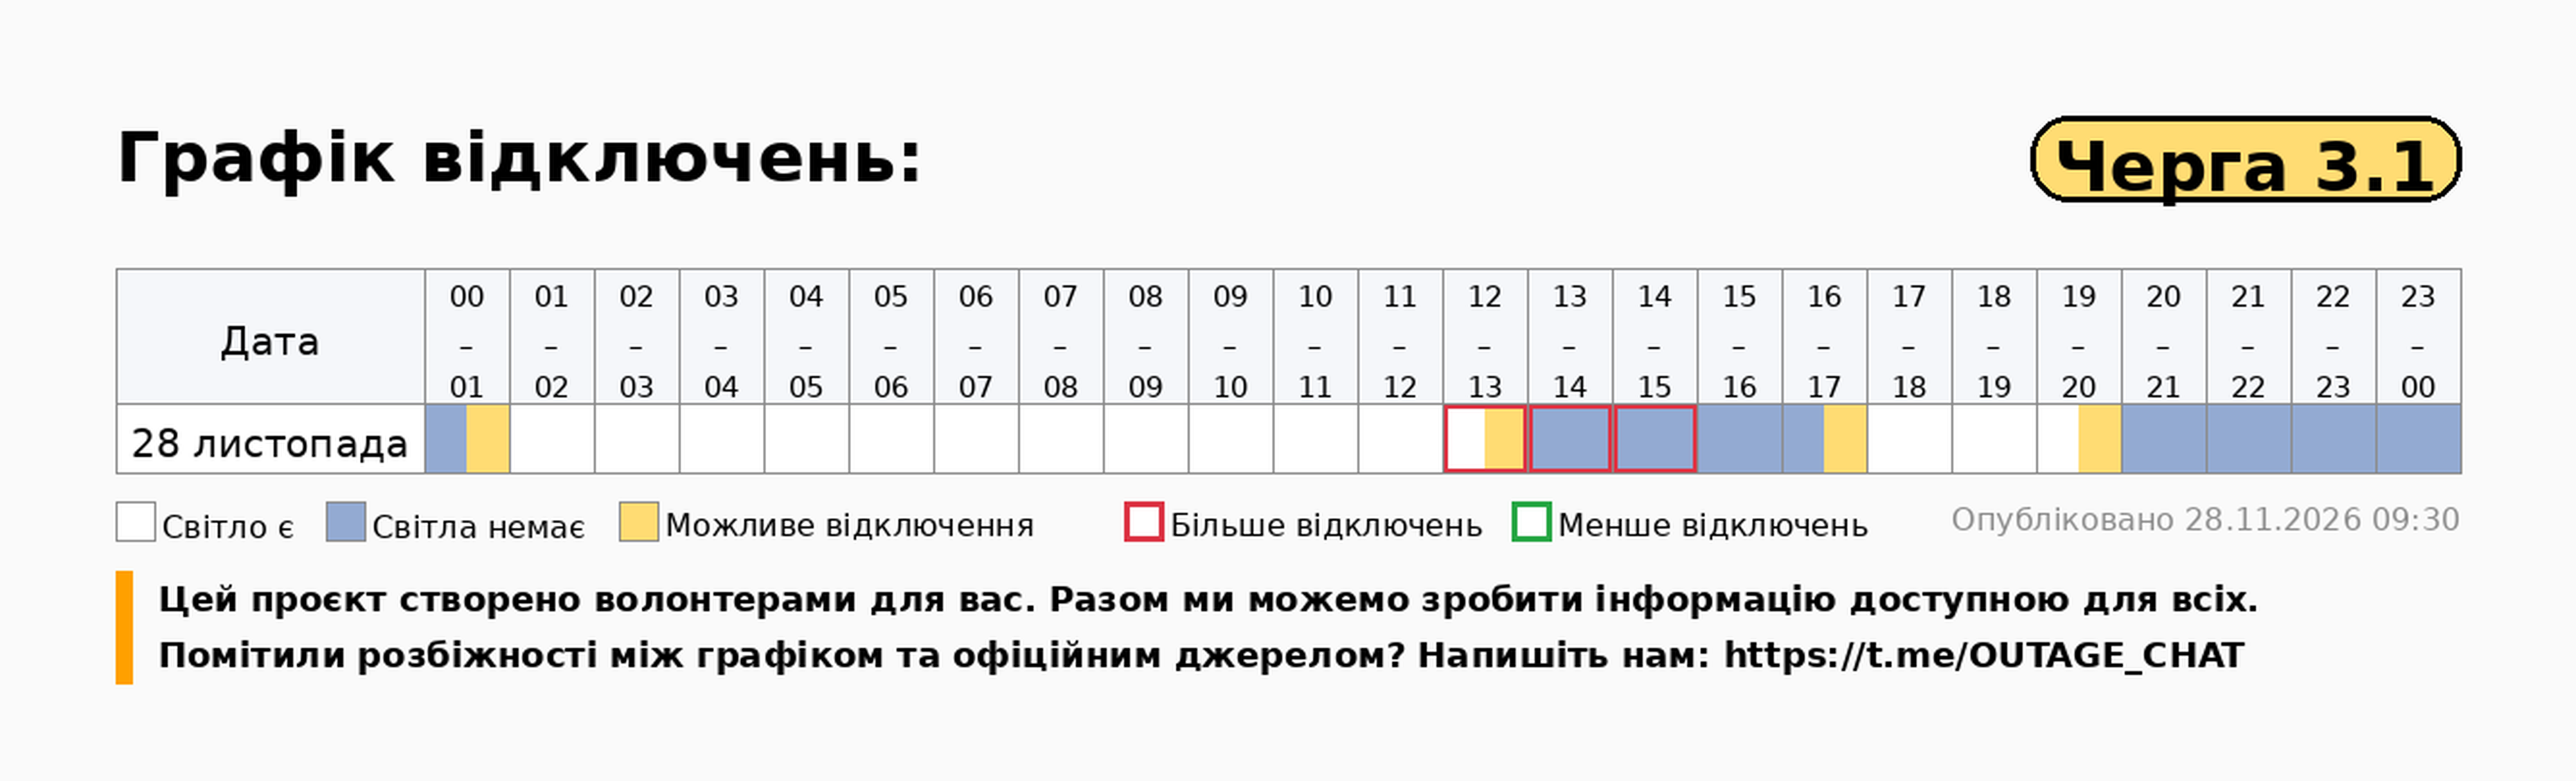 Графік відключень:
Черга 3.1
Дата
00 – 01
01 – 02
02 – 03
03 – 04
04 – 05
05 – 06
06 – 07
07 – 08
08 – 09
09 – 10
10 – 11
11 – 12
12 – 13
13 – 14
14 – 15
15 – 16
16 – 17
17 – 18
18 – 19
19 – 20
20 – 21
21 – 22
22 – 23
23 – 00
28 листопада
Світло є
Світла немає
Можливе відключення
Більше відключень
Менше відключень
Опубліковано 28.11.2026 09:30
Цей проєкт створено волонтерами для вас. Разом ми можемо зробити інформацію доступною для всіх.
Помітили розбіжності між графіком та офіційним джерелом? Напишіть нам: https://t.me/OUTAGE_CHAT